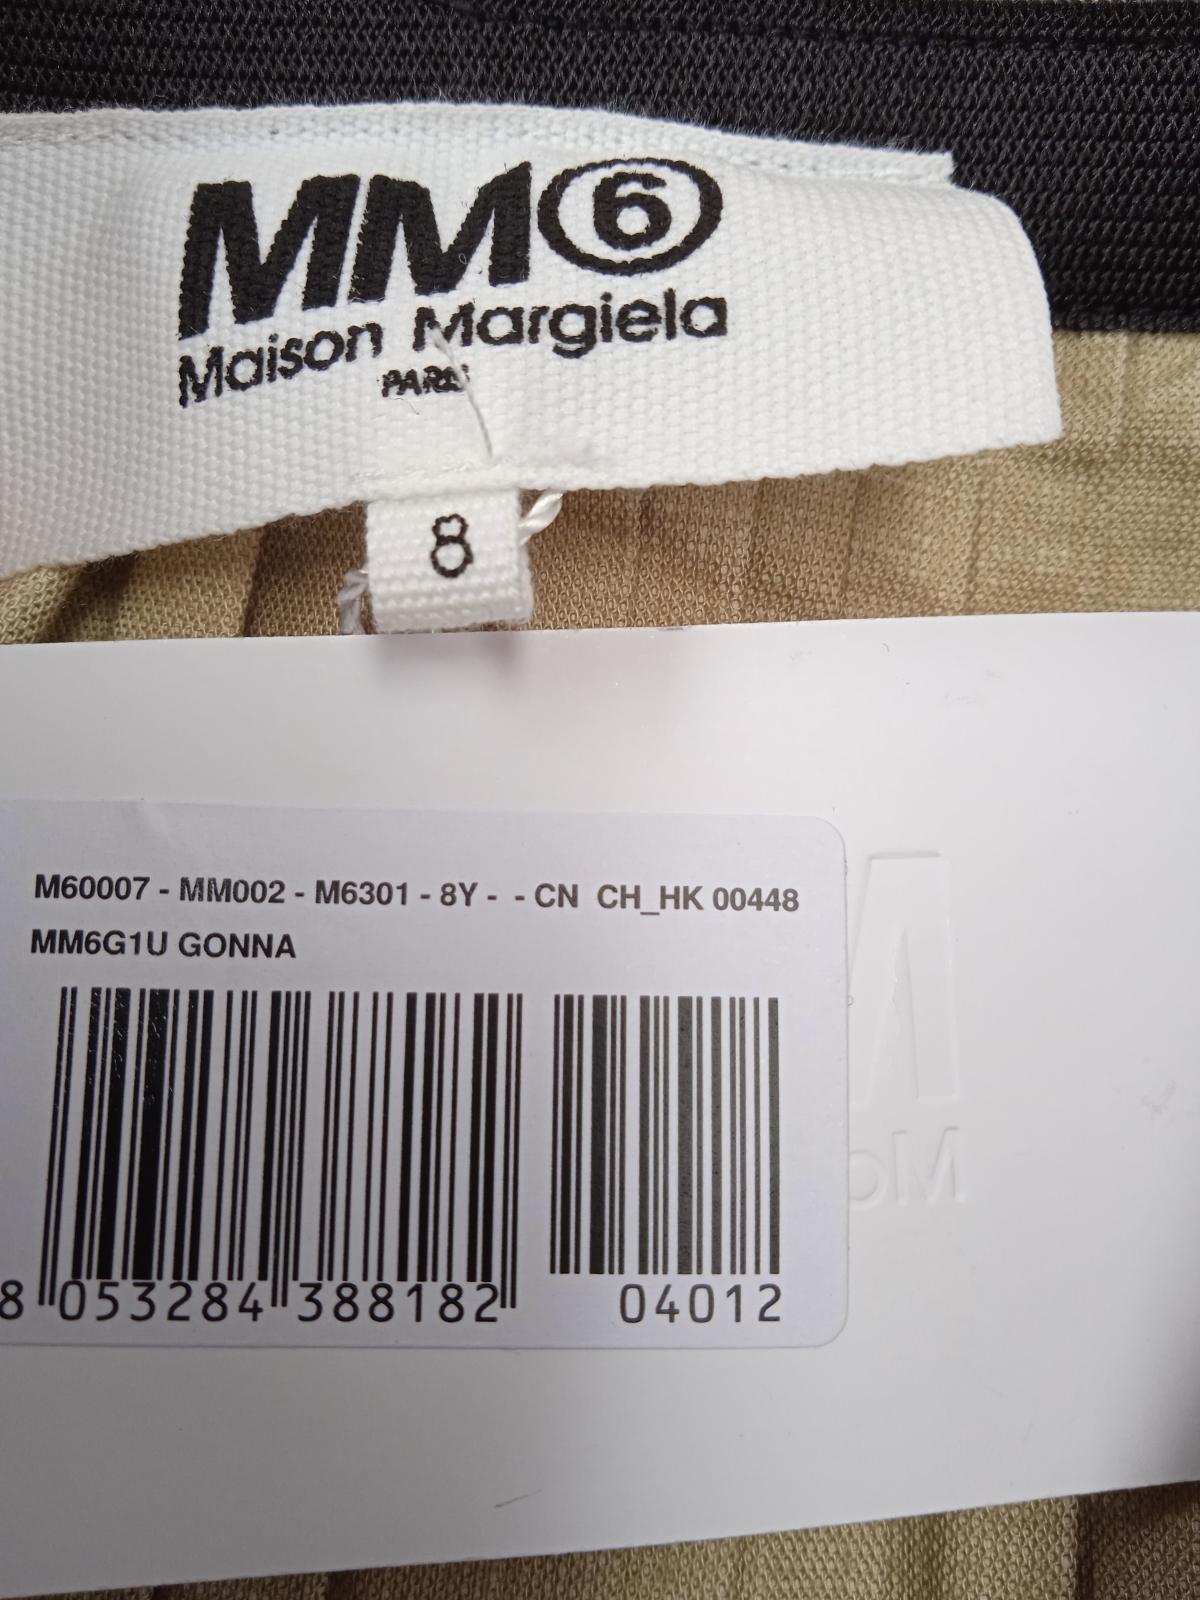 MM6
Maison Margiela
PARIS
8
M60007 - MM002 - M6301 - 8Y - - CN CH_HK 00448
MM6G1U GONNA
8 053284 388182 04012